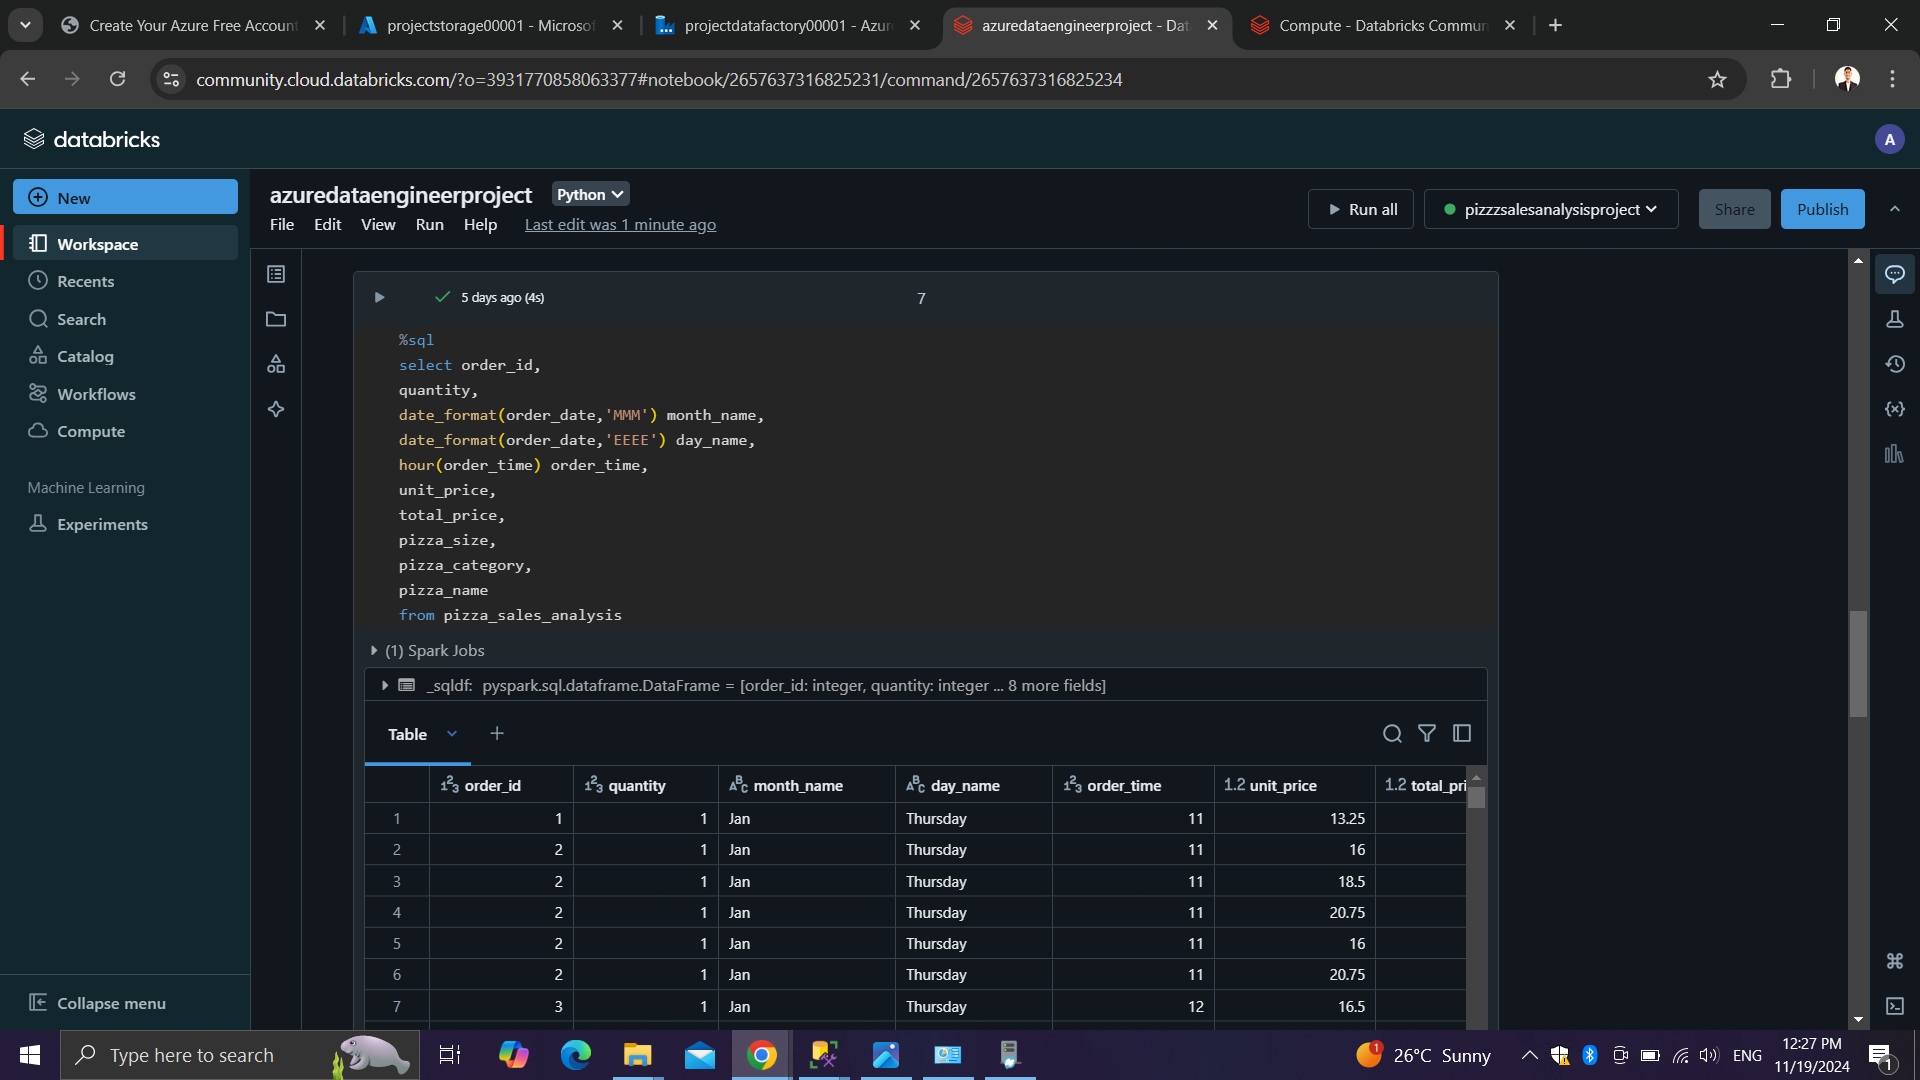 Create Your Azure Free Account
projectstorage00001 - Microsof
projectdatafactory00001 - Azur
azuredataengineerproject - Dat
Compute - Databricks Commun
community.cloud.databricks.com/?o=3931770858063377#notebook/2657637316825231/command/2657637316825234
databricks
A
New
Workspace
Recents
Search
Catalog
Workflows
Compute
Machine Learning
Experiments
Collapse menu
azuredataengineerproject
Python
File Edit View Run Help Last edit was 1 minute ago
Run all
pizzzsalesanalysisproject
Share
Publish
5 days ago (4s)
7
%sql
select order_id,
quantity,
date_format(order_date,'MMM') month_name,
date_format(order_date,'EEEE') day_name,
hour(order_time) order_time,
unit_price,
total_price,
pizza_size,
pizza_category,
pizza_name
from pizza_sales_analysis
(1) Spark Jobs
_sqldf: pyspark.sql.dataframe.DataFrame = [order_id: integer, quantity: integer ... 8 more fields]
Table
order_id quantity month_name day_name order_time 1.2 unit_price 1.2 total_pri
1 1 1 Jan Thursday 11 13.25
2 2 1 Jan Thursday 11 16
3 2 1 Jan Thursday 11 18.5
4 2 1 Jan Thursday 11 20.75
5 2 1 Jan Thursday 11 16
6 2 1 Jan Thursday 11 20.75
7 3 1 Jan Thursday 12 16.5
Type here to search
1
26°C Sunny
ENG
12:27 PM
11/19/2024
1